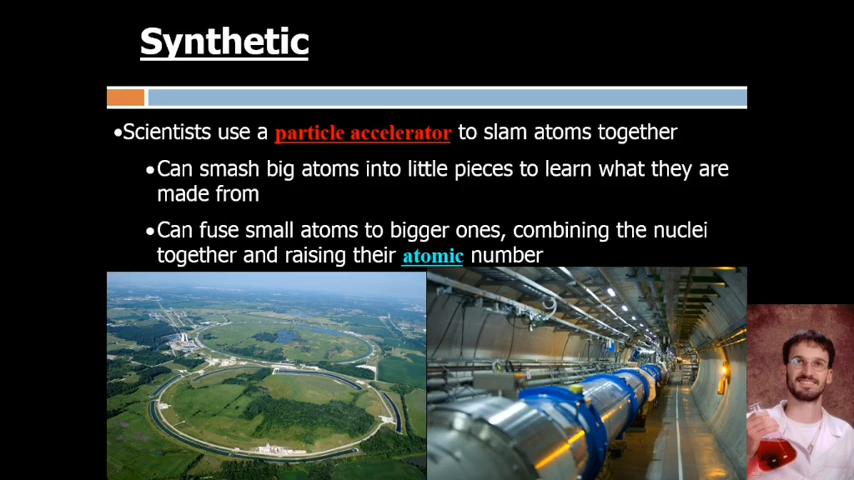 Synthetic
•Scientists use a particle accelerator to slam atoms together
•Can smash big atoms into little pieces to learn what they are
made from
•Can fuse small atoms to bigger ones, combining the nuclei
together and raising their atomic number